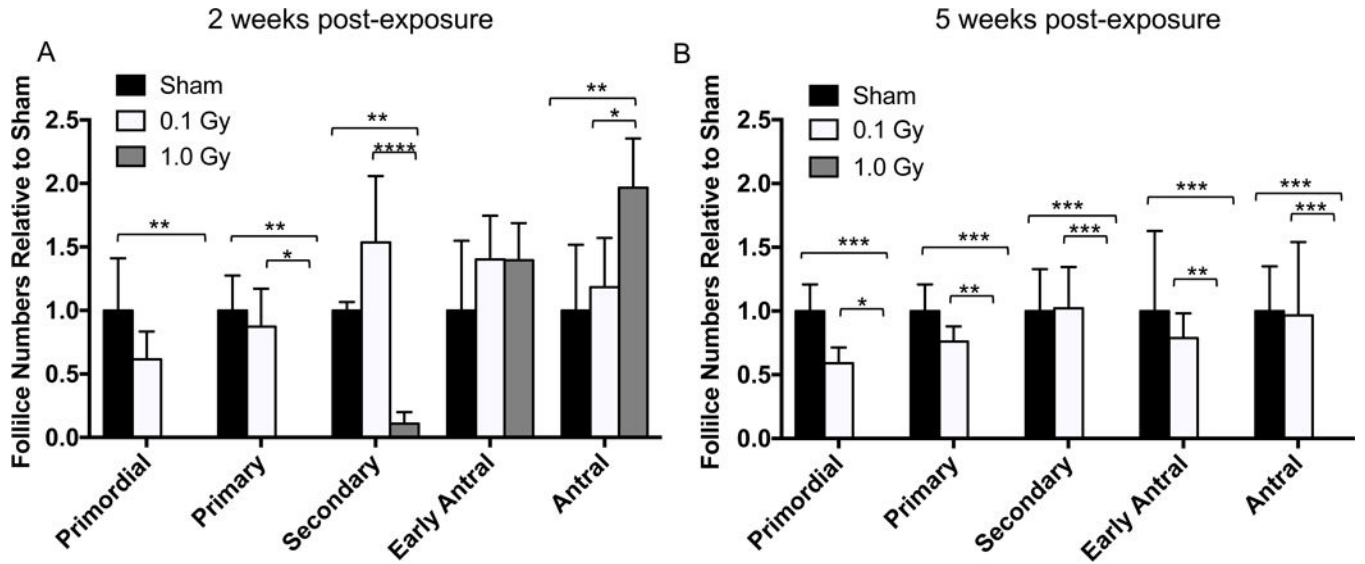 2 weeks post-exposure
A
Sham
0.1 Gy
1.0 Gy
Follilce Numbers Relative to Sham
2.5
2.0
1.5
1.0
0.5
0.0
**
**
*
**
****
**
*
Primordial
Primary
Secondary
Early Antral
Antral
5 weeks post-exposure
B
Sham
0.1 Gy
1.0 Gy
Follilce Numbers Relative to Sham
2.5
2.0
1.5
1.0
0.5
0.0
***
*
***
**
***
***
***
**
***
***
Primordial
Primary
Secondary
Early Antral
Antral